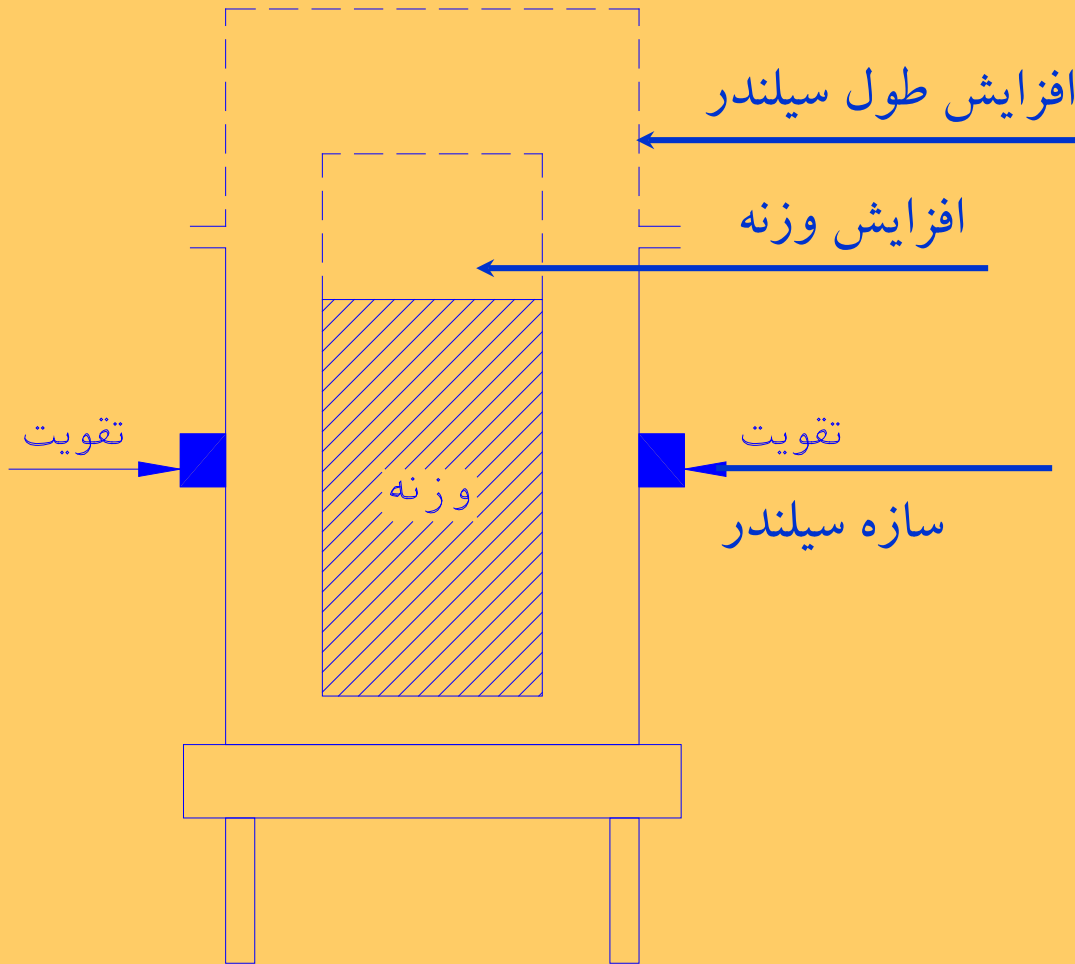 افزایش طول سیلندر
افزایش وزنه
تقویت
تقویت
وزنه
سازه سیلندر